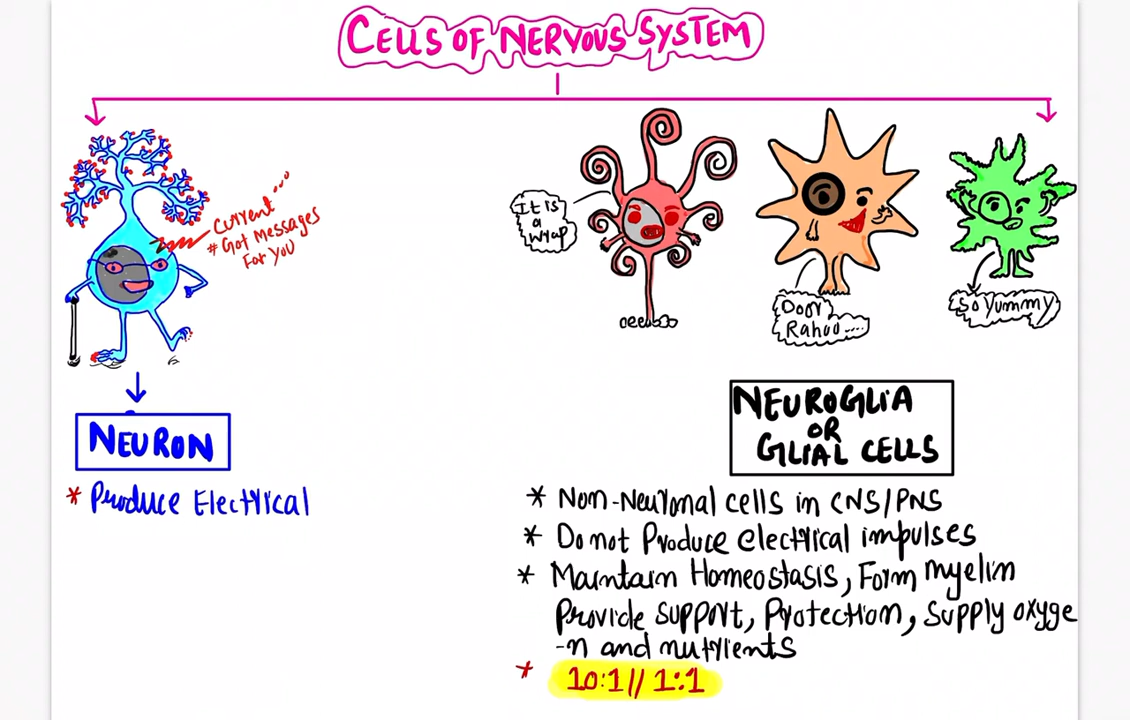 CELLS OF NERVOUS SYSTEM
Current...
# Got Messages
For You
It is
a
wrap
Door
Rahoo....
So Yummy
NEURON
* Produce Electrical
NEUROGLIA
OR
GLIAL CELLS
* Non-Neuronal cells in CNS/PNS
* Do not Produce electrical impulses
* Maintain Homeostasis, Form myelin
Provide support, Protection, supply oxyge
-n and nutrients
* 10:1// 1:1